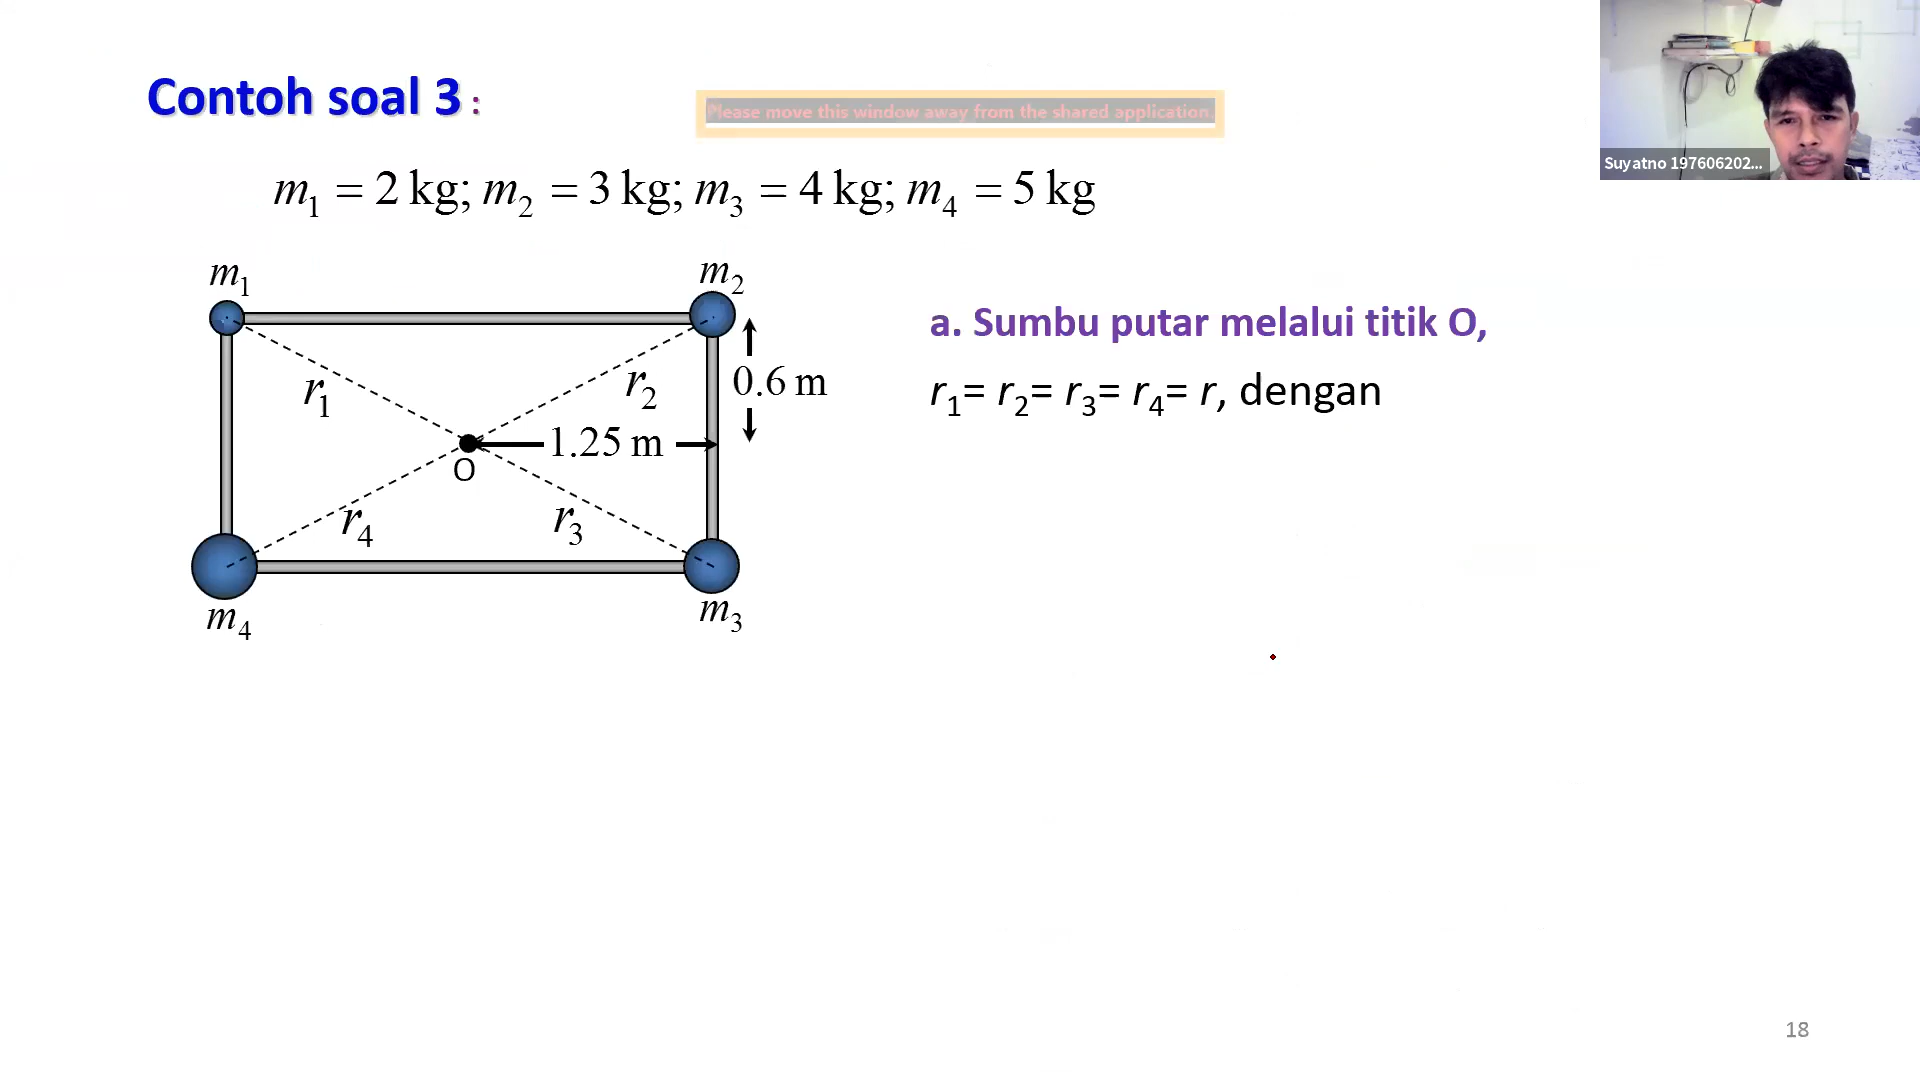 Contoh soal 3 :
Please move this window away from the shared application.
Suyatno 197606202...
m₁ = 2 kg; m₂ = 3 kg; m₃ = 4 kg; m₄ = 5 kg
m₁
m₂
a. Sumbu putar melalui titik O,
r₁= r₂= r₃= r₄= r, dengan
r₁
r₂
0.6 m
1.25 m
O
r₄
r₃
m₄
m₃
18